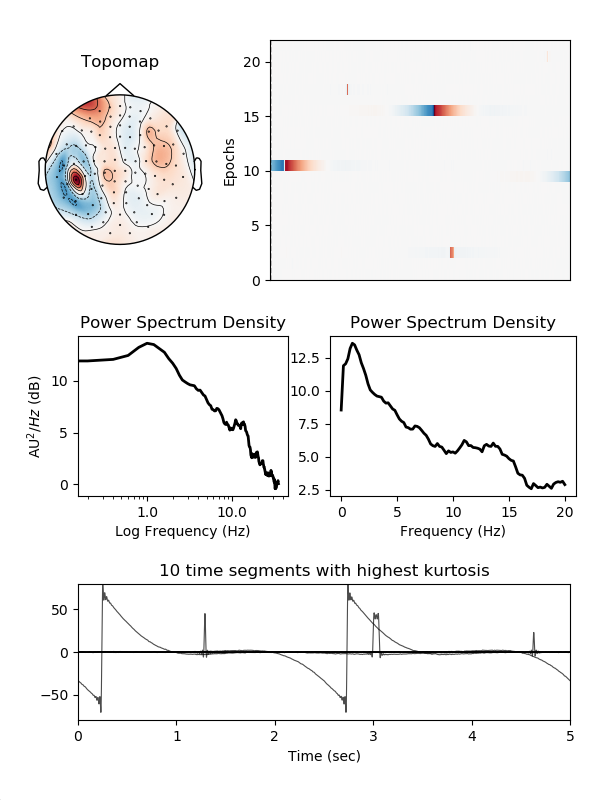 Topomap
Epochs
20
15
10
5
0
Power Spectrum Density
AU²/Hz (dB)
10
5
0
1.0 10.0
Log Frequency (Hz)
Power Spectrum Density
12.5
10.0
7.5
5.0
2.5
0 5 10 15 20
Frequency (Hz)
10 time segments with highest kurtosis
50
0
−50
0 1 2 3 4 5
Time (sec)